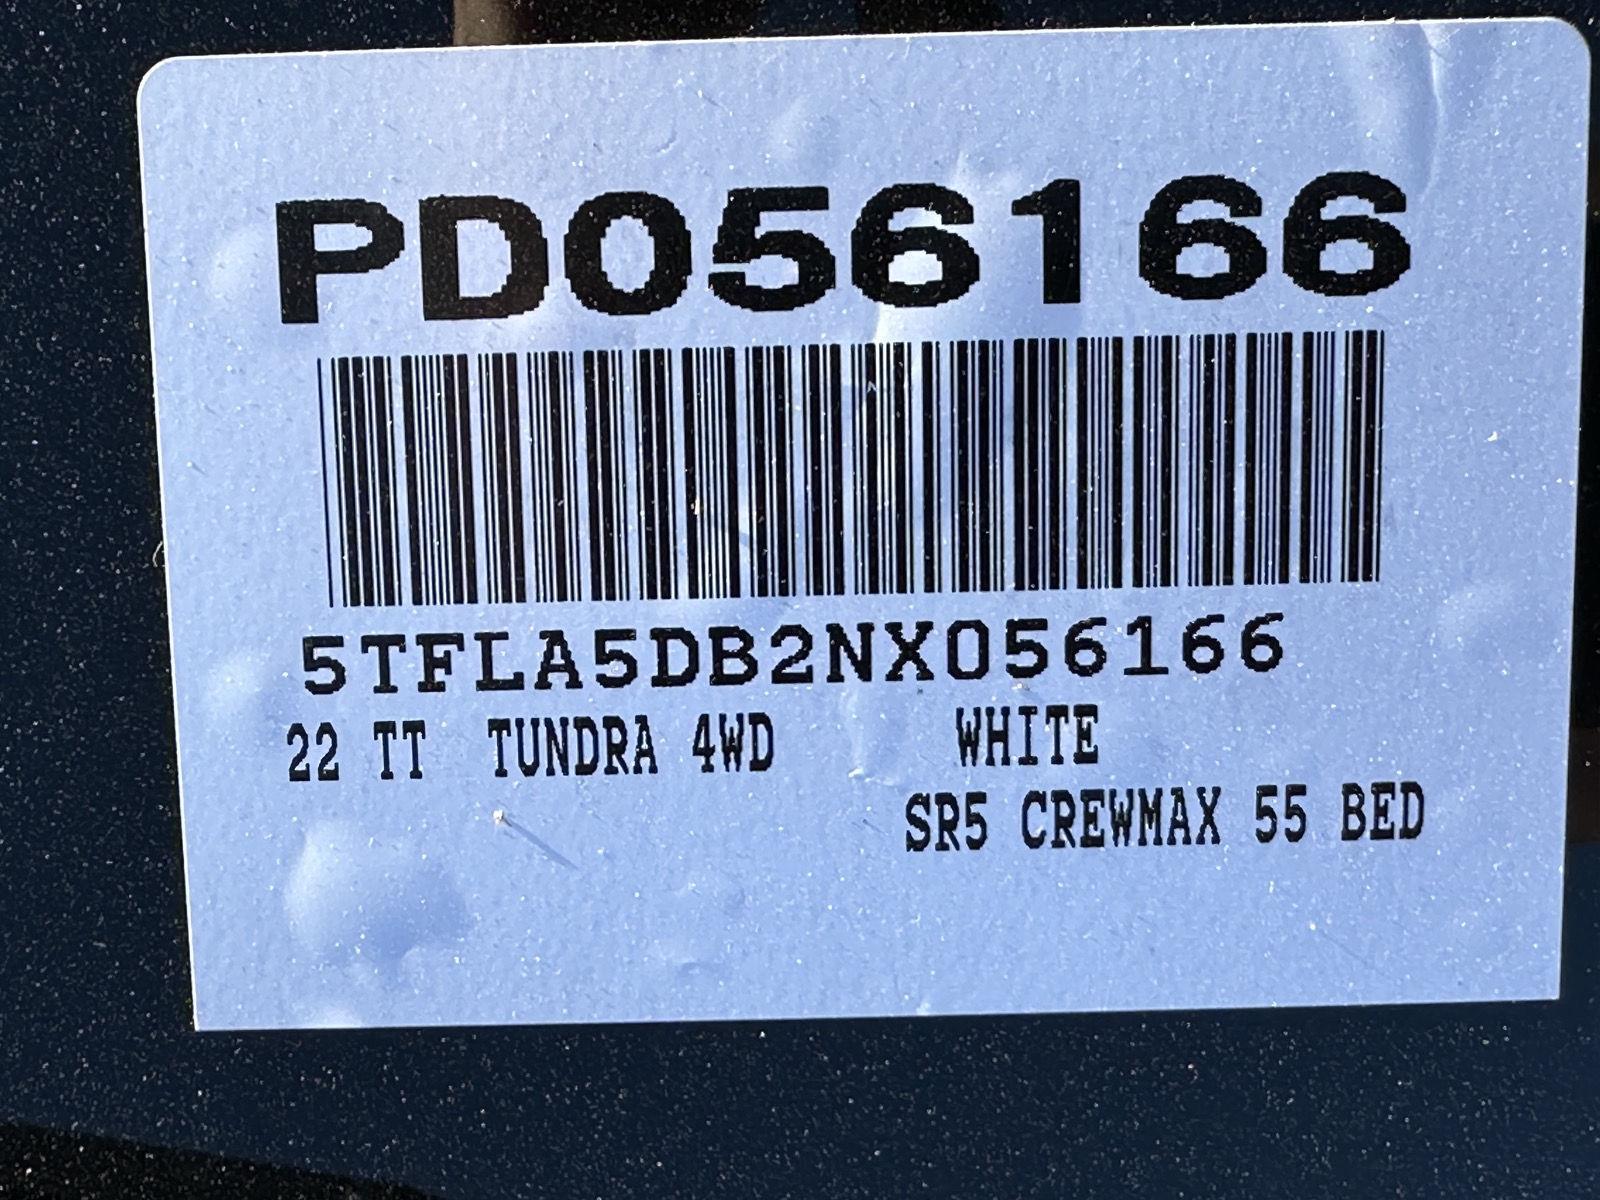 PD056166
5TFLA5DB2NX056166
22 TT TUNDRA 4WD WHITE
SR5 CREWMAX 55 BED